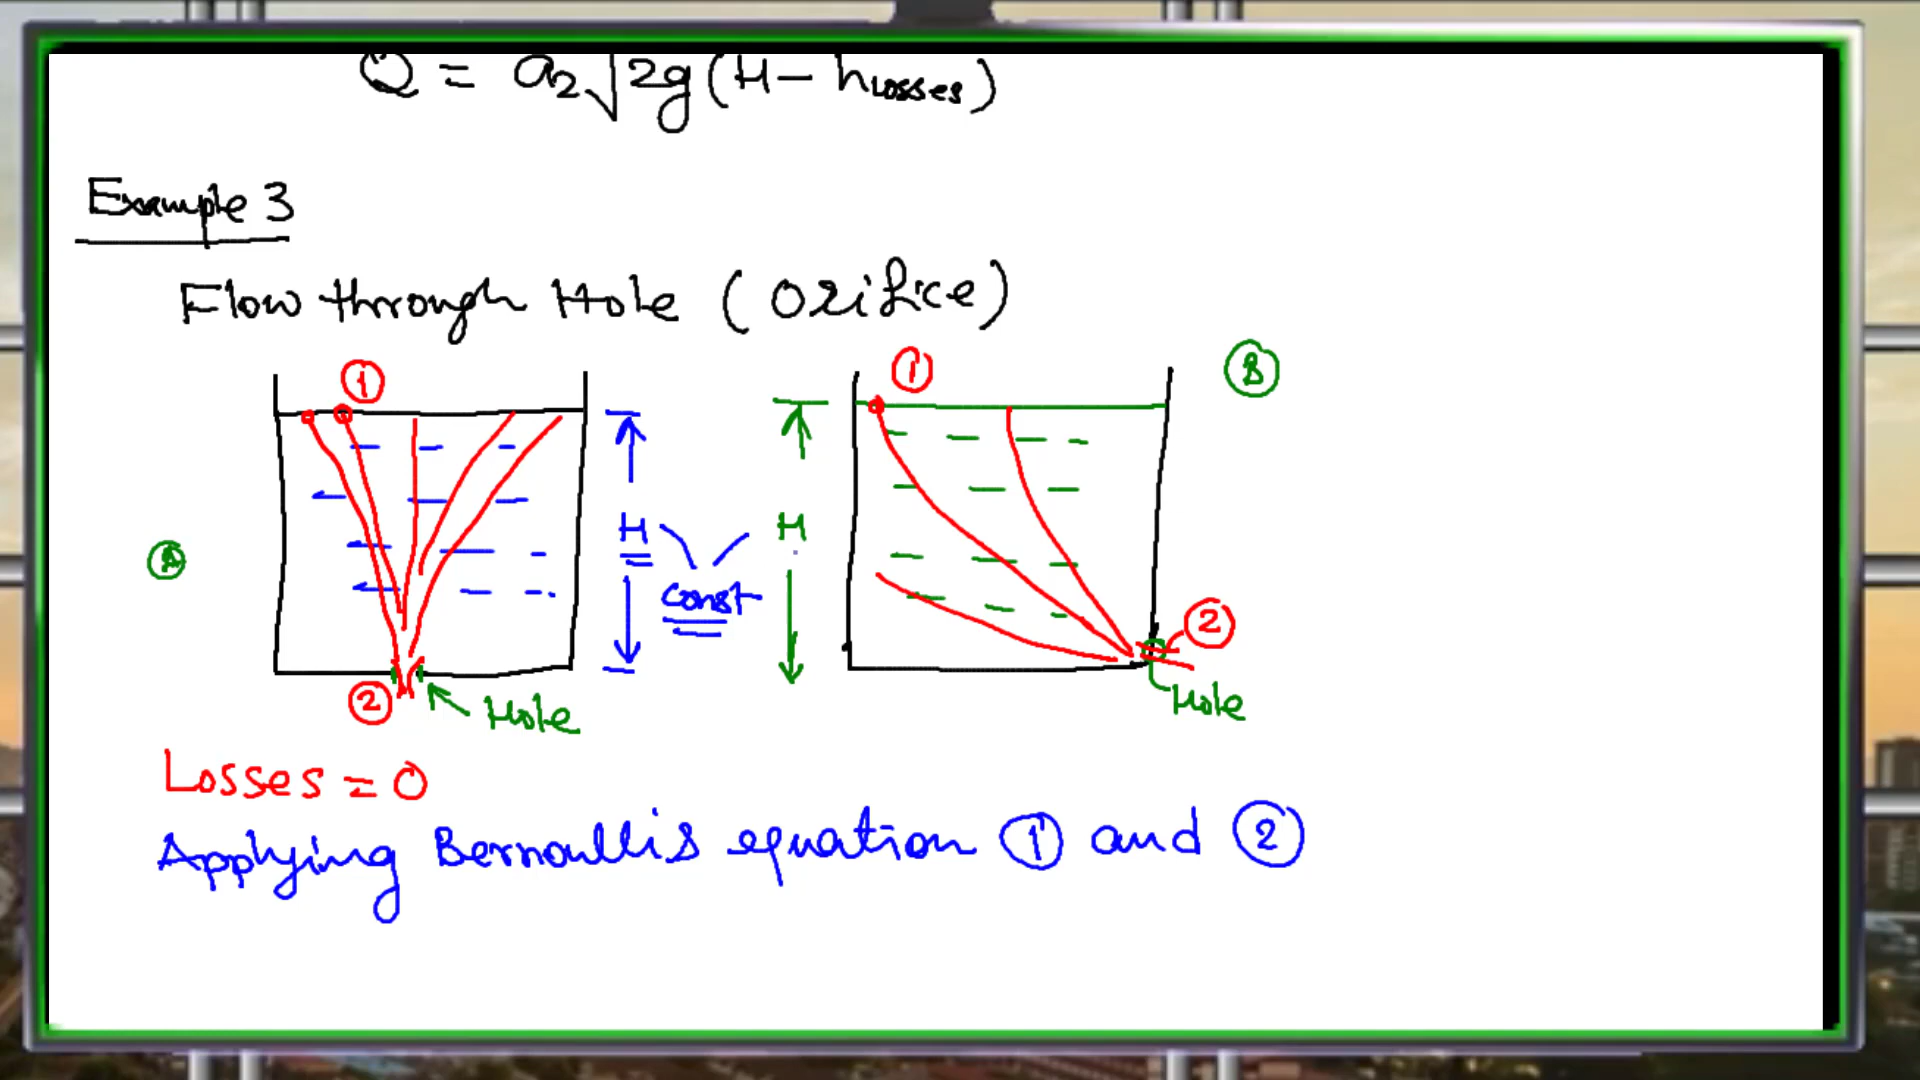 Q = a₂√2g(H - hlosses)
Example 3
Flow through Hole (Orifice)
① ① Ⓑ
H H
const
Ⓐ
②
② Hole
Hole
Losses = 0
Applying Bernoullis equation ① and ②